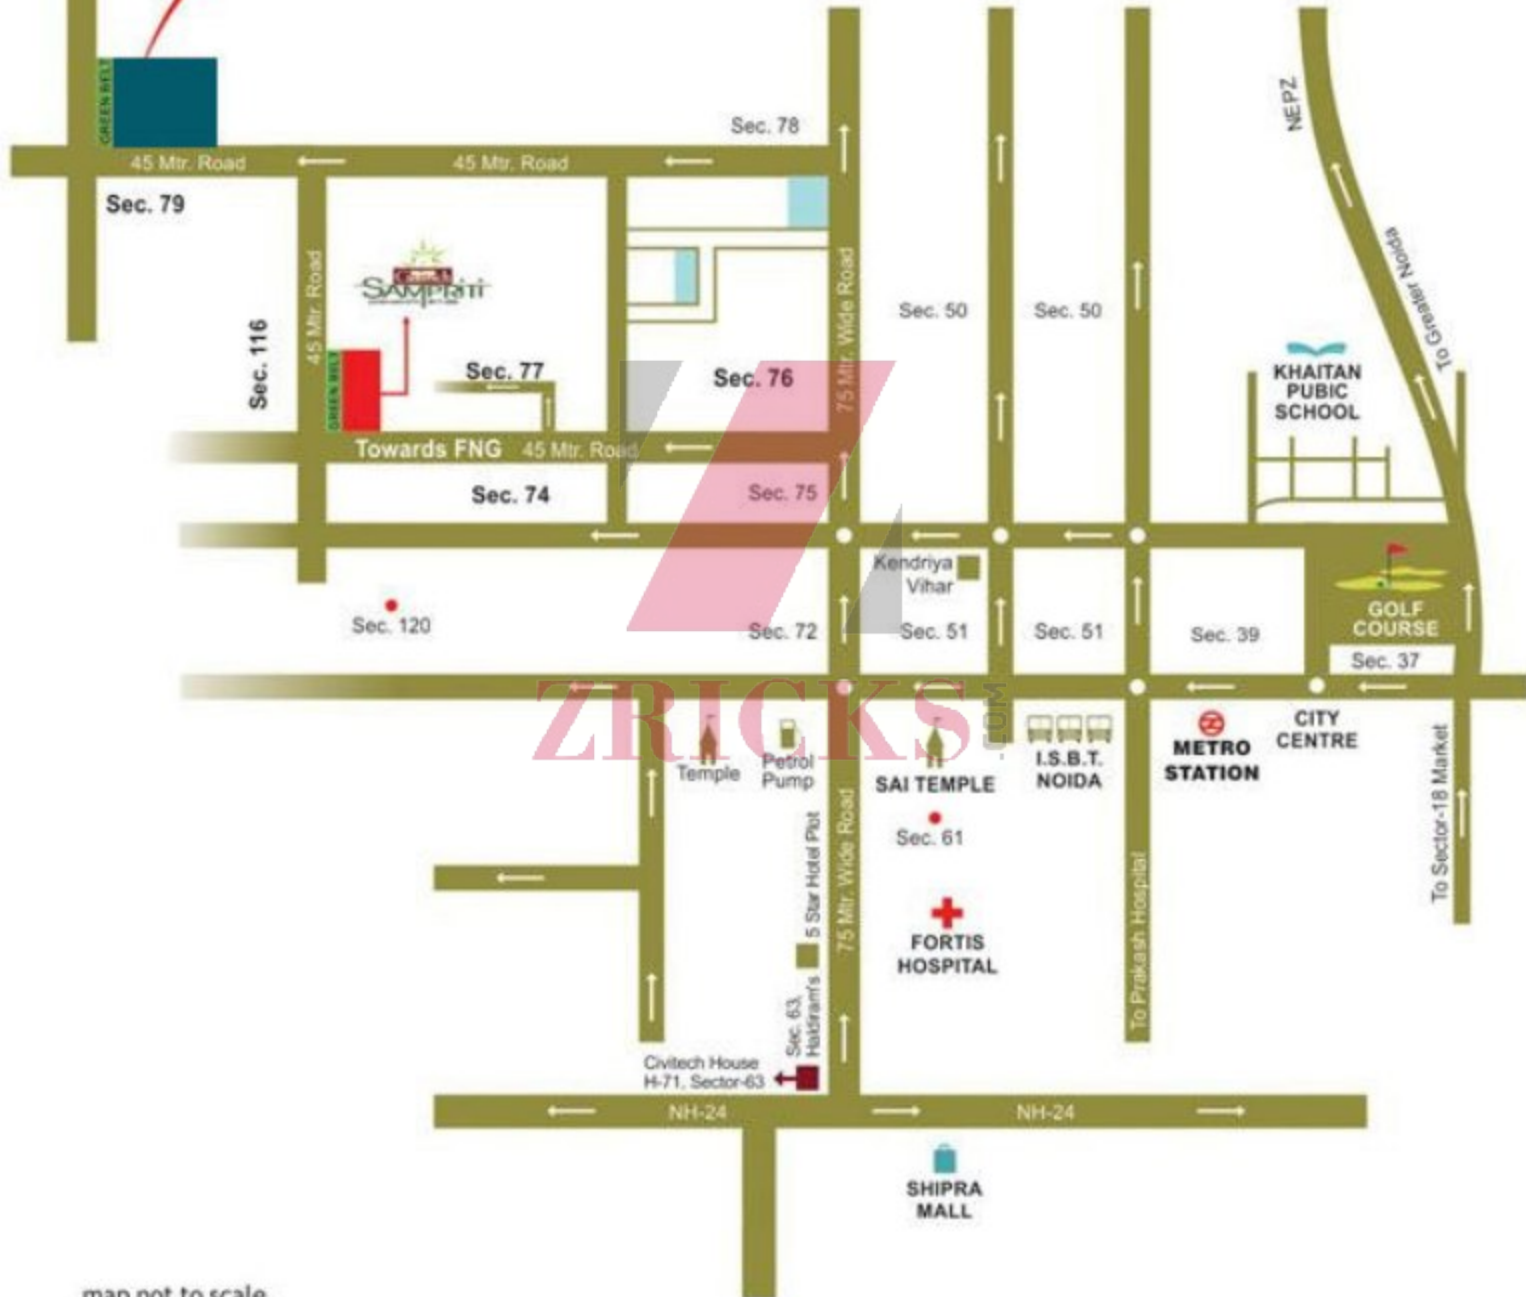 GREEN BELT
Sec. 78
NEPZ
45 Mtr. Road
45 Mtr. Road
Sec. 79
To Greater Noida
45 Mtr. Road
SAMPRITI
75 Mtr. Wide Road
Sec. 50
Sec. 50
Sec. 116
GREEN BELT
Sec. 77
Sec. 76
KHAITAN
PUBIC
SCHOOL
Towards FNG
45 Mtr. Road
Sec. 74
Sec. 75
Kendriya
Vihar
Sec. 120
Sec. 72
Sec. 51
Sec. 51
Sec. 39
GOLF
COURSE
Sec. 37
ZRICKS
.COM
Temple
Petrol
Pump
SAI TEMPLE
I.S.B.T.
NOIDA
METRO
STATION
CITY
CENTRE
To Sector-18 Market
Sec. 61
5 Star Hotel Plot
75 Mtr. Wide Road
FORTIS
HOSPITAL
To Prakash Hospital
Sec. 63,
Haldiram's
Civitech House
H-71, Sector-63
NH-24
NH-24
SHIPRA
MALL
map not to scale